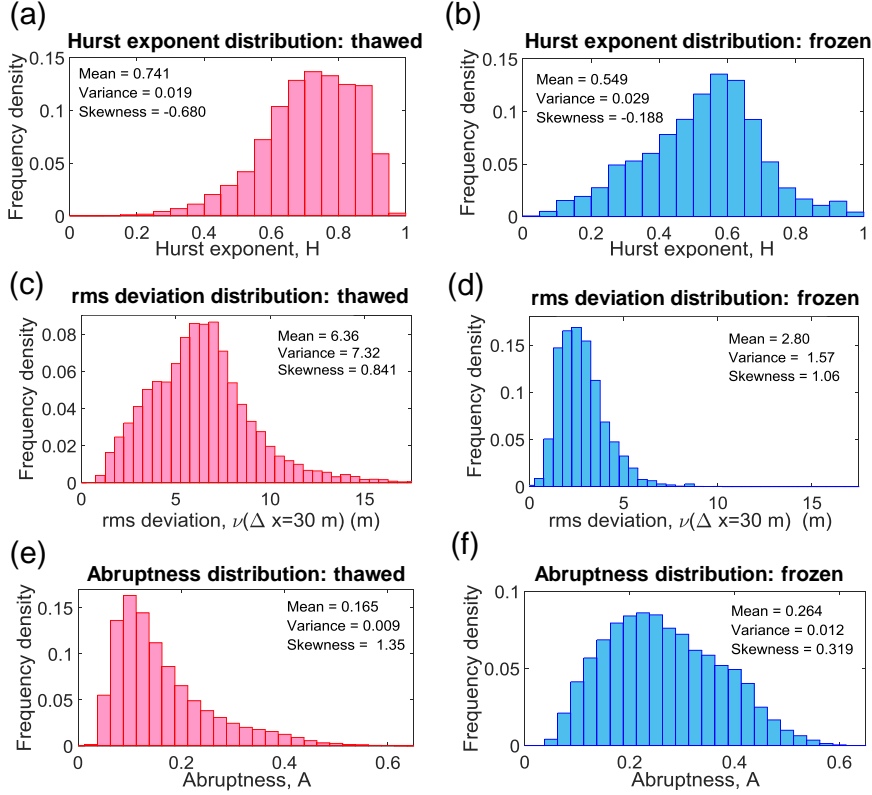 (a)
Hurst exponent distribution: thawed
Mean = 0.741
Variance = 0.019
Skewness = -0.680
Frequency density
0.15
0.1
0.05
0
0 0.2 0.4 0.6 0.8 1
Hurst exponent, H
(b)
Hurst exponent distribution: frozen
Mean = 0.549
Variance = 0.029
Skewness = -0.188
Frequency density
0.15
0.1
0.05
0
0 0.2 0.4 0.6 0.8 1
Hurst exponent, H
(c)
rms deviation distribution: thawed
Mean = 6.36
Variance = 7.32
Skewness = 0.841
Frequency density
0.08
0.06
0.04
0.02
0
0 5 10 15
rms deviation, ν(Δ x=30 m) (m)
(d)
rms deviation distribution: frozen
Mean = 2.80
Variance = 1.57
Skewness = 1.06
Frequency density
0.15
0.1
0.05
0
0 5 10 15
rms deviation, ν(Δ x=30 m) (m)
(e)
Abruptness distribution: thawed
Mean = 0.165
Variance = 0.009
Skewness = 1.35
Frequency density
0.15
0.1
0.05
0
0 0.2 0.4 0.6
Abruptness, A
(f)
Abruptness distribution: frozen
Mean = 0.264
Variance = 0.012
Skewness = 0.319
Frequency density
0.1
0.05
0
0 0.2 0.4 0.6
Abruptness, A